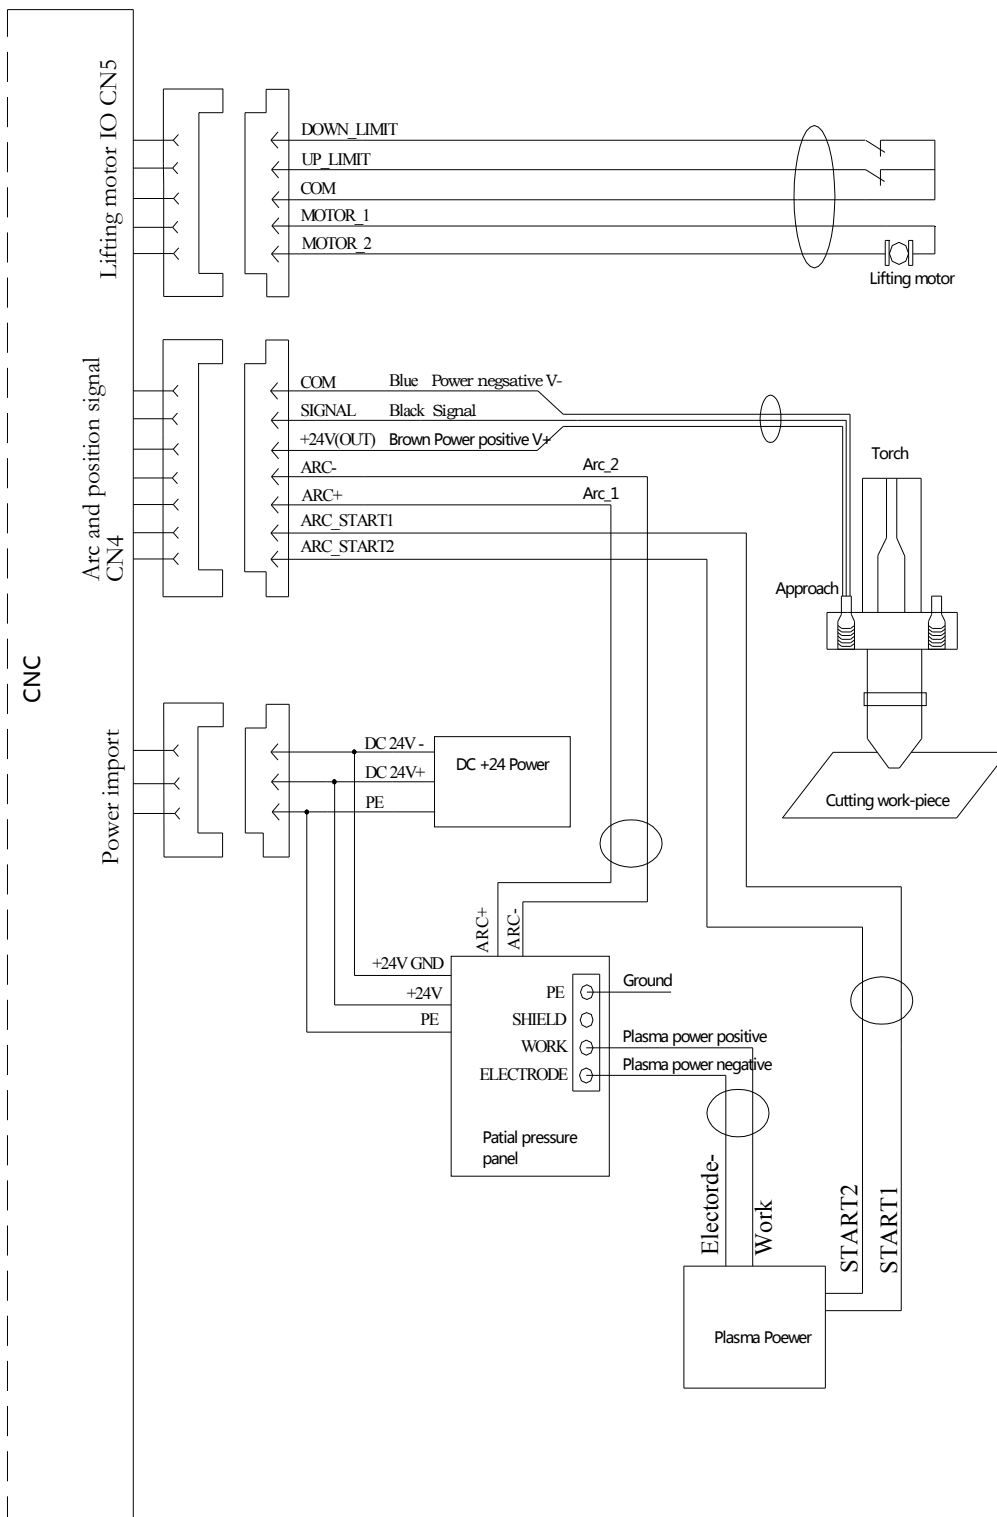 Lifting motor IO CN5
DOWN_LIMIT
UP_LIMIT
COM
MOTOR_1
MOTOR_2
Lifting motor
Arc and position signal
CN4
COM Blue Power negsative V-
SIGNAL Black Signal
+24V(OUT) Brown Power positive V+
ARC- Arc_2
ARC+ Arc_1
ARC_START1
ARC_START2
Torch
Approach
Cutting work-piece
CNC
Power import
DC 24V -
DC 24V+
PE
DC +24 Power
ARC+
ARC-
+24V GND
+24V
PE
PE
Ground
SHIELD
WORK
Plasma power positive
ELECTRODE
Plasma power negative
Patial pressure
panel
Electorde-
Work
START2
START1
Plasma Poewer